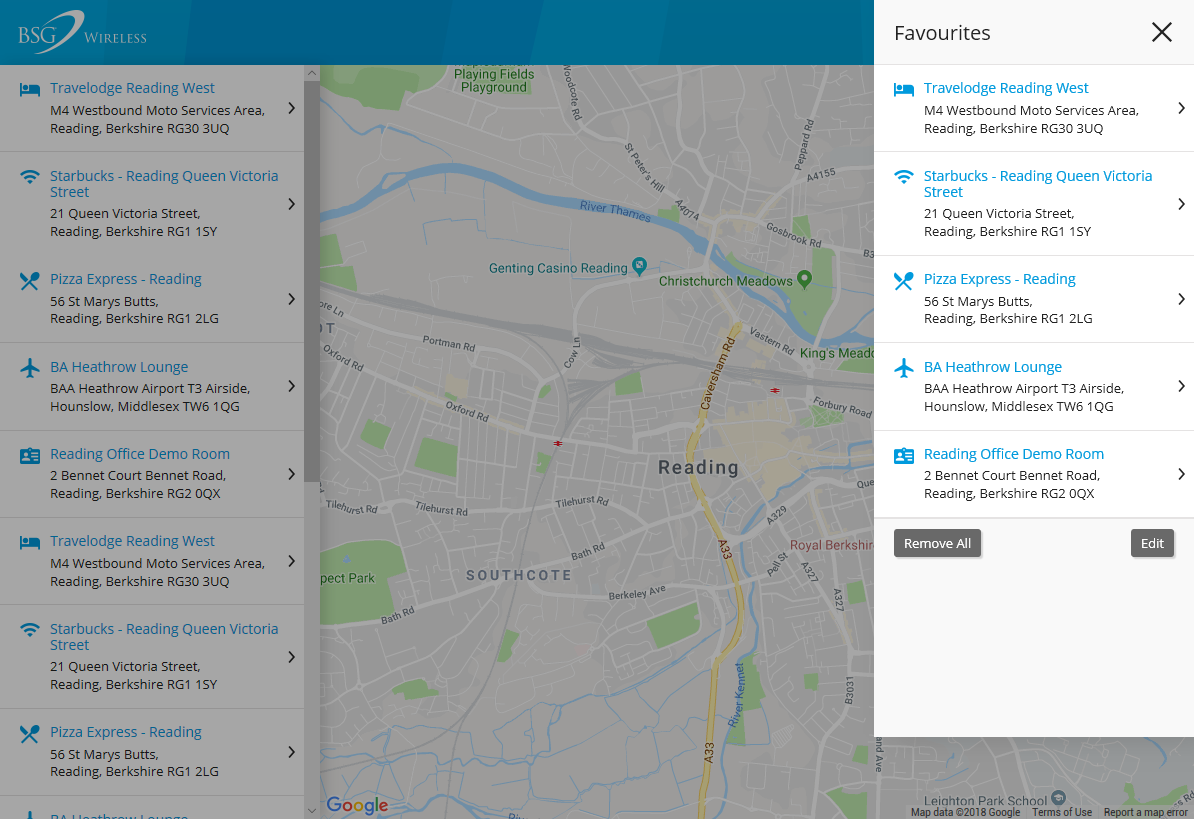 BSG WIRELESS
Travelodge Reading West
M4 Westbound Moto Services Area,
Reading, Berkshire RG30 3UQ
Starbucks - Reading Queen Victoria
Street
21 Queen Victoria Street,
Reading, Berkshire RG1 1SY
Pizza Express - Reading
56 St Marys Butts,
Reading, Berkshire RG1 2LG
BA Heathrow Lounge
BAA Heathrow Airport T3 Airside,
Hounslow, Middlesex TW6 1QG
Reading Office Demo Room
2 Bennet Court Bennet Road,
Reading, Berkshire RG2 0QX
Travelodge Reading West
M4 Westbound Moto Services Area,
Reading, Berkshire RG30 3UQ
Starbucks - Reading Queen Victoria
Street
21 Queen Victoria Street,
Reading, Berkshire RG1 1SY
Pizza Express - Reading
56 St Marys Butts,
Reading, Berkshire RG1 2LG
BA Heathrow Lounge
Playing Fields
Playground
Woodcote Rd
Peppard Rd
St Peter's Hill
A4155
A4074
River Thames
Gosbrook Rd
B3
Genting Casino Reading
Christchurch Meadows
ore Ln
OT
Portman Rd
Cow Ln
Caversham Rd
Vastern Rd
King's Meado
Oxford Rd
Oxford Rd
Forbury Road
Reading
Tilehurst Rd
Tilehurst Rd
Tilehurst Rd
A329
Bath Rd
A33
Royal Berkshir
Pell St
A327
A327
pect Park
SOUTHCOTE
Berkeley Ave
Bath Rd
River Kennet
B3031
A33
and Ave
Leighton Park School
Google
Map data ©2018 Google
Terms of Use
Report a map error
Favourites
Travelodge Reading West
M4 Westbound Moto Services Area,
Reading, Berkshire RG30 3UQ
Starbucks - Reading Queen Victoria
Street
21 Queen Victoria Street,
Reading, Berkshire RG1 1SY
Pizza Express - Reading
56 St Marys Butts,
Reading, Berkshire RG1 2LG
BA Heathrow Lounge
BAA Heathrow Airport T3 Airside,
Hounslow, Middlesex TW6 1QG
Reading Office Demo Room
2 Bennet Court Bennet Road,
Reading, Berkshire RG2 0QX
Remove All
Edit